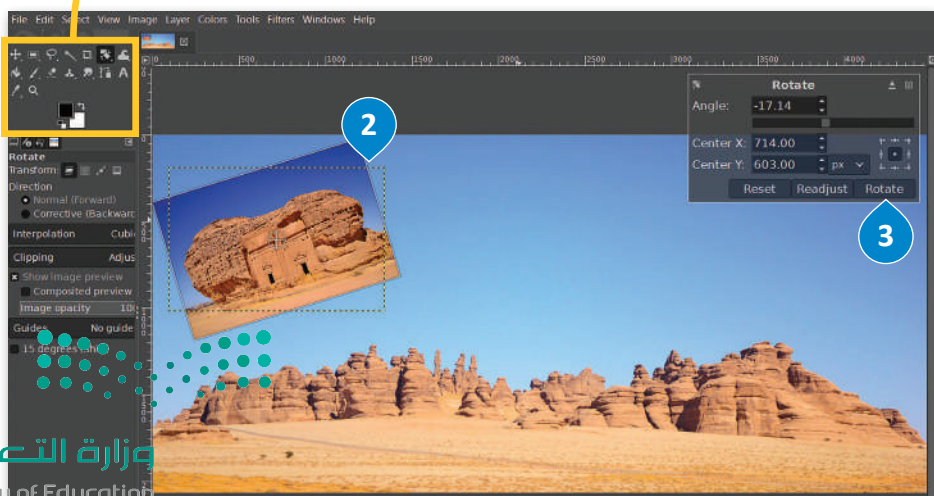 File Edit Select View Image Layer Colors Tools Filters Windows Help
0 500 1000 1500 2000 2500 3000 3500 4000
2
Rotate
Angle: -17.14
Center X: 714.00
Center Y: 603.00 px
Reset Readjust Rotate
3
Rotate
Transform:
Direction
Normal (Forward)
Corrective (Backward
Interpolation Cubi
Clipping Adjus
Show image preview
Composited preview
Image opacity 10
Guides No guide
15 degrees
وزارة التع
y of Education